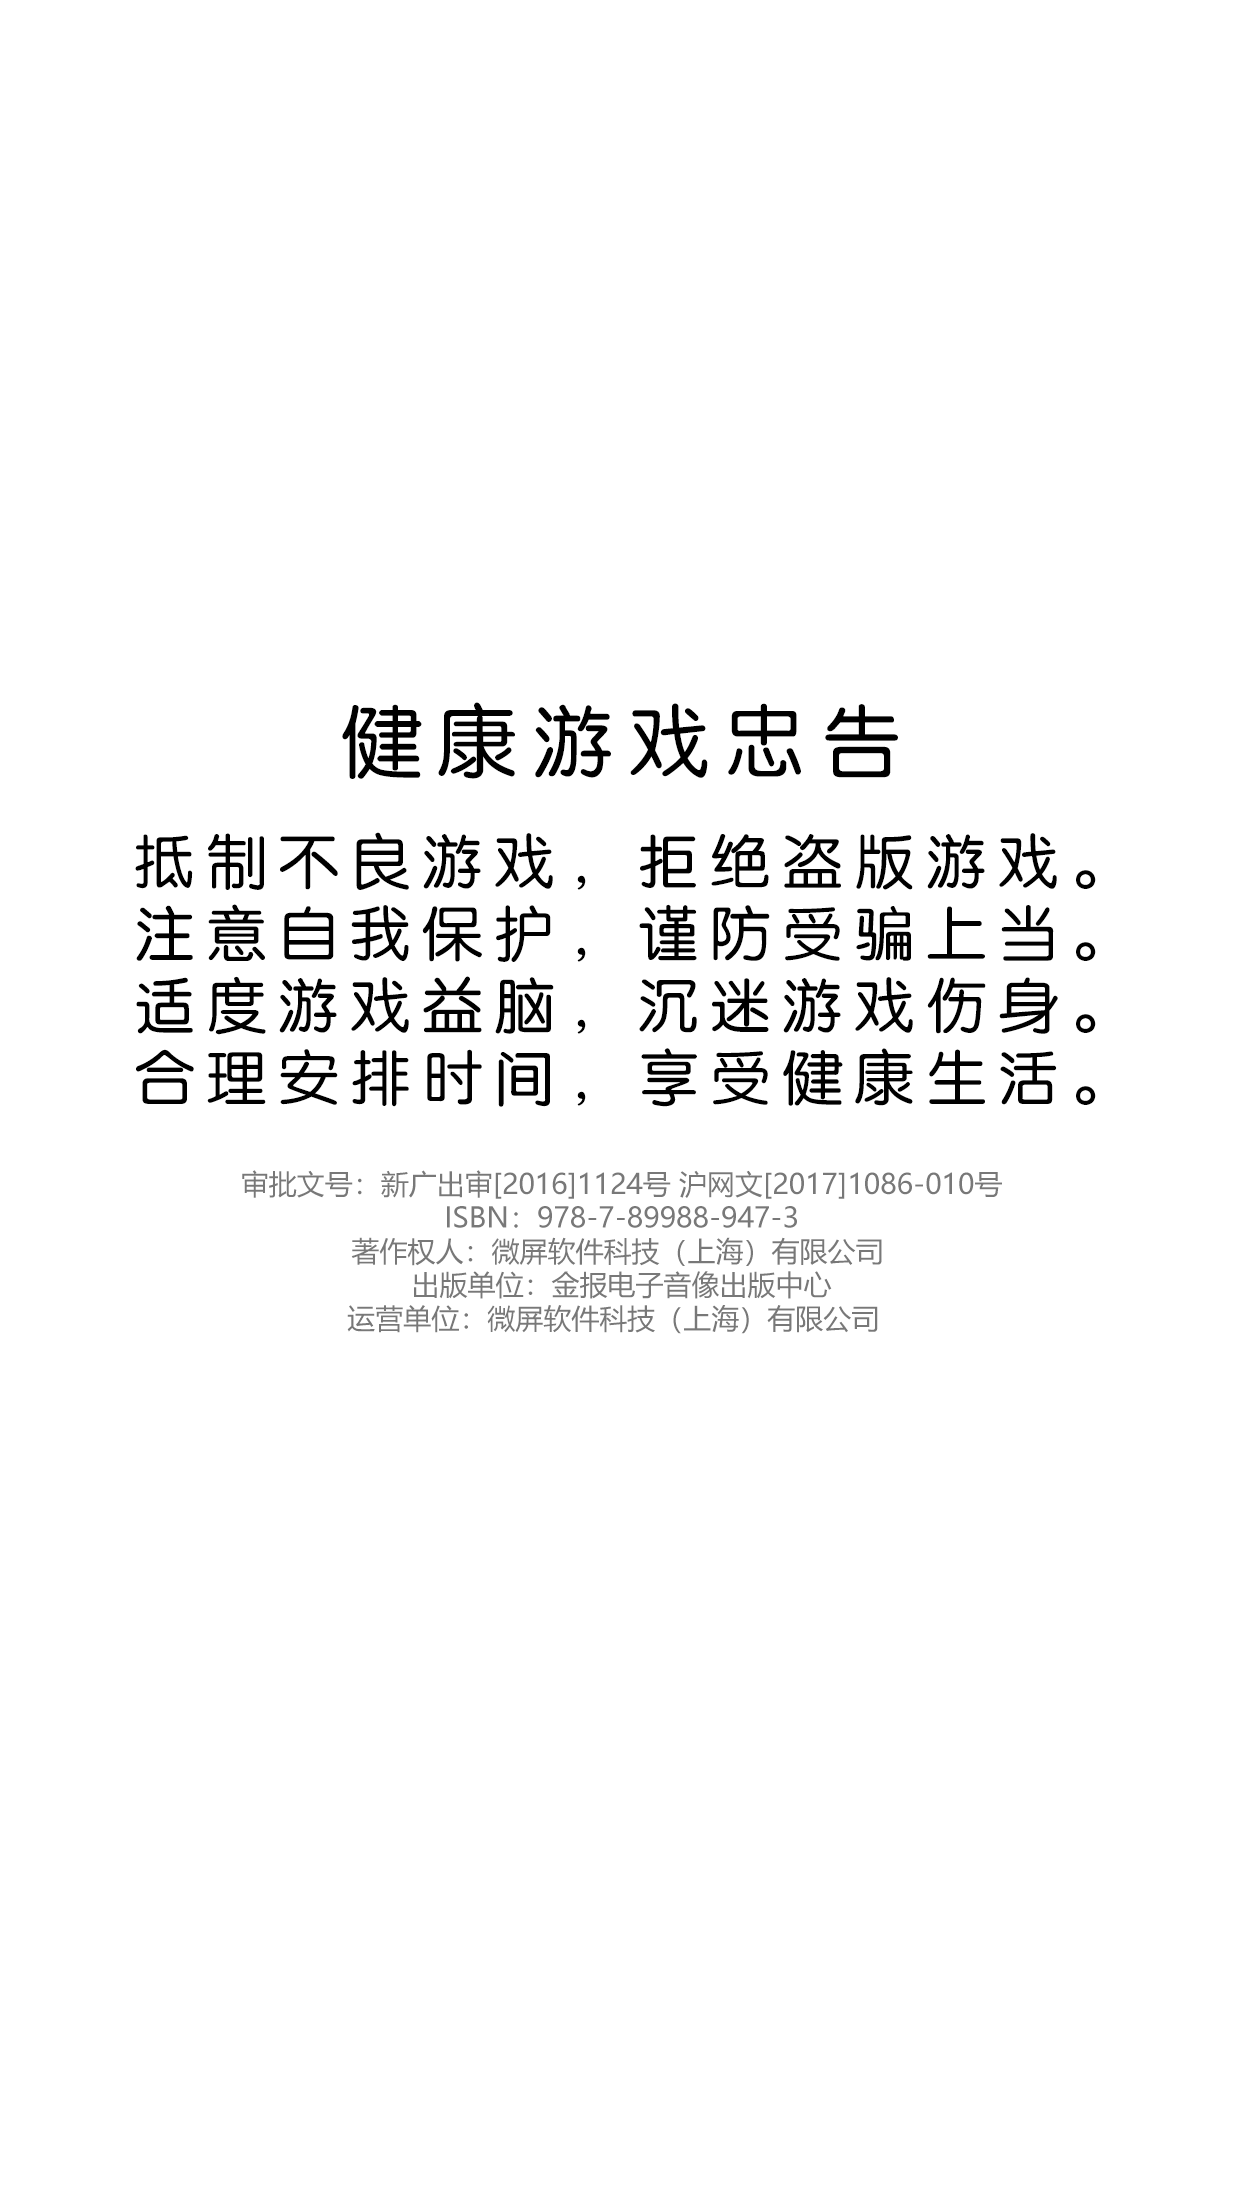 健康游戏忠告
抵制不良游戏，拒绝盗版游戏。
注意自我保护，谨防受骗上当。
适度游戏益脑，沉迷游戏伤身。
合理安排时间，享受健康生活。
审批文号：新广出审[2016]1124号 沪网文[2017]1086-010号
ISBN：978-7-89988-947-3
著作权人：微屏软件科技（上海）有限公司
出版单位：金报电子音像出版中心
运营单位：微屏软件科技（上海）有限公司